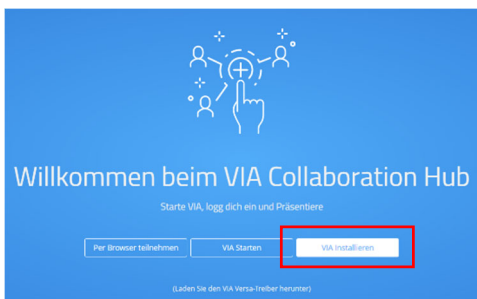 Willkommen beim VIA Collaboration Hub
Starte VIA, logg dich ein und Präsentiere
Per Browser teilnehmen VIA Starten VIA Installieren
(Laden Sie den VIA Versa-Treiber herunter)